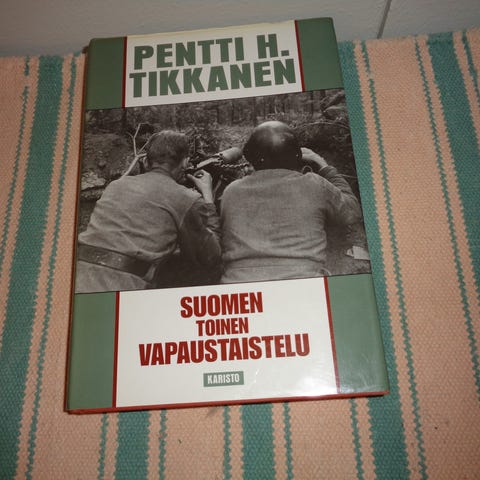 PENTTI H.
TIKKANEN
SUOMEN
TOINEN
VAPAUSTAISTELU
KARISTO